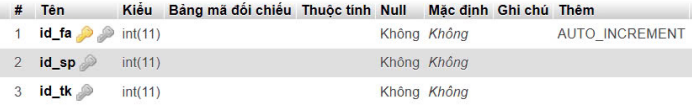 # Tên Kiểu Bảng mã đối chiếu Thuộc tính Null Mặc định Ghi chú Thêm
1 id_fa int(11) Không Không AUTO_INCREMENT
2 id_sp int(11) Không Không
3 id_tk int(11) Không Không